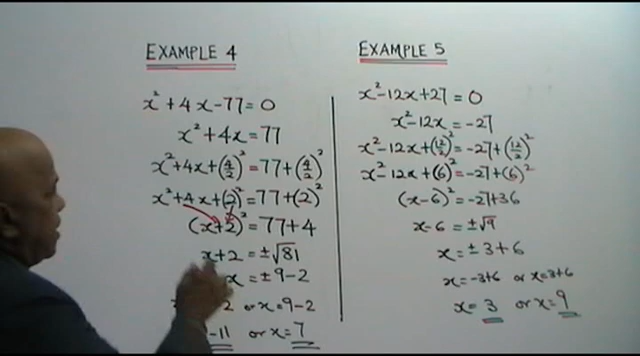 EXAMPLE 4
x² + 4x - 77 = 0
x² + 4x = 77
x² + 4x + (4/2)² = 77 + (4/2)²
x² + 4x + (2)² = 77 + (2)²
(x + 2)² = 77 + 4
x + 2 = ±√81
x = ±9 - 2
2 or x = 9 - 2
-11 or x = 7
EXAMPLE 5
x² - 12x + 27 = 0
x² - 12x = -27
x² - 12x + (12/2)² = -27 + (12/2)²
x² - 12x + (6)² = -27 + (6)²
(x - 6)² = -27 + 36
x - 6 = ±√9
x = ±3 + 6
x = -3 + 6 or x = 3 + 6
x = 3 or x = 9